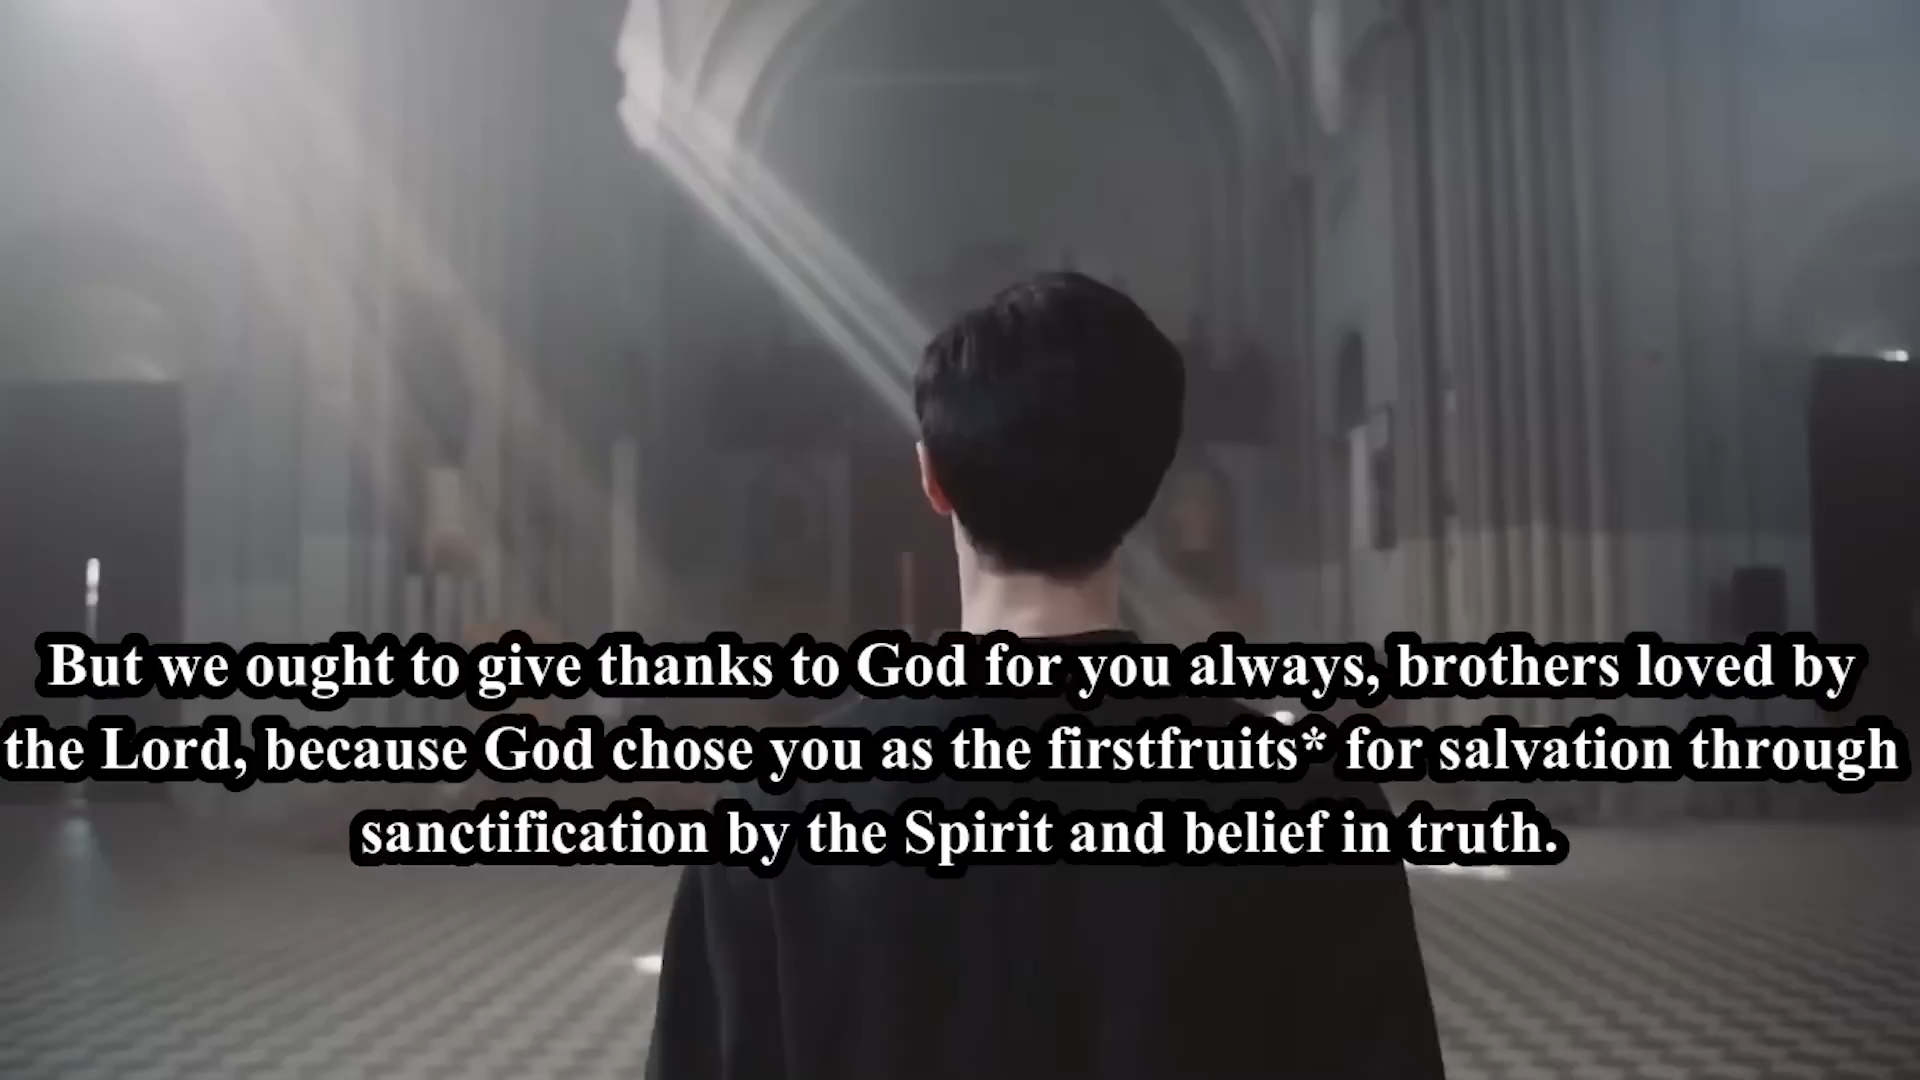 But we ought to give thanks to God for you always, brothers loved by
the Lord, because God chose you as the firstfruits* for salvation through
sanctification by the Spirit and belief in truth.